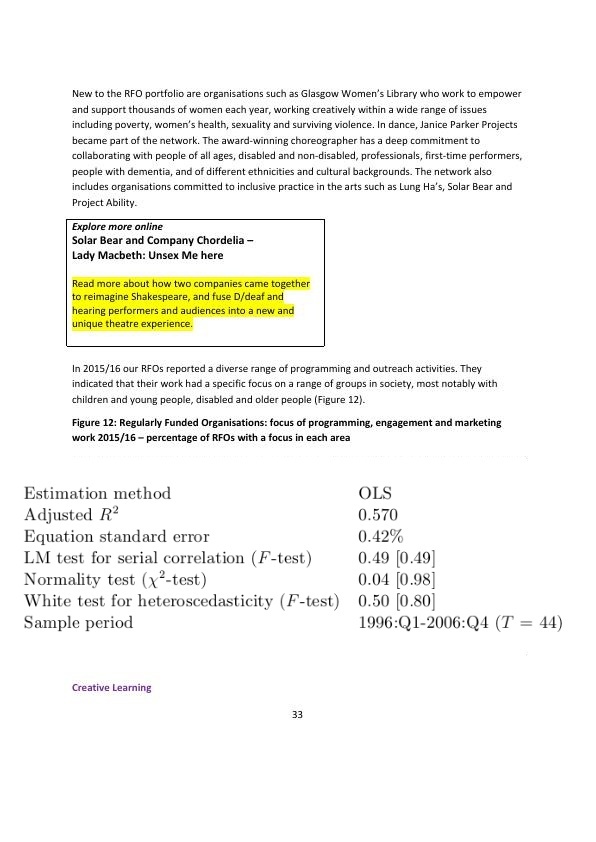 New to the RFO portfolio are organisations such as Glasgow Women's Library who work to empower
and support thousands of women each year, working creatively within a wide range of issues
including poverty, women's health, sexuality and surviving violence. In dance, Janice Parker Projects
became part of the network. The award-winning choreographer has a deep commitment to
collaborating with people of all ages, disabled and non-disabled, professionals, first-time performers,
people with dementia, and of different ethnicities and cultural backgrounds. The network also
includes organisations committed to inclusive practice in the arts such as Lung Ha's, Solar Bear and
Project Ability.
Explore more online
Solar Bear and Company Chordelia –
Lady Macbeth: Unsex Me here
Read more about how two companies came together
to reimagine Shakespeare, and fuse D/deaf and
hearing performers and audiences into a new and
unique theatre experience.
In 2015/16 our RFOs reported a diverse range of programming and outreach activities. They
indicated that their work had a specific focus on a range of groups in society, most notably with
children and young people, disabled and older people (Figure 12).
Figure 12: Regularly Funded Organisations: focus of programming, engagement and marketing
work 2015/16 – percentage of RFOs with a focus in each area
Estimation method OLS
Adjusted R² 0.570
Equation standard error 0.42%
LM test for serial correlation (F-test) 0.49 [0.49]
Normality test (χ²-test) 0.04 [0.98]
White test for heteroscedasticity (F-test) 0.50 [0.80]
Sample period 1996:Q1-2006:Q4 (T = 44)
Creative Learning
33